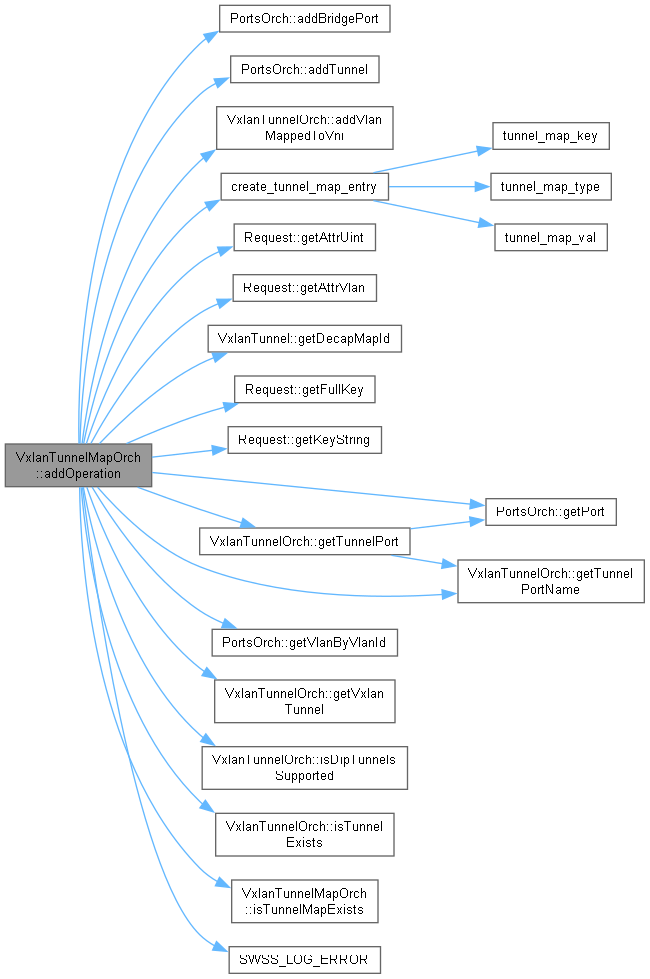 PortsOrch::addBridgePort
PortsOrch::addTunnel
VxlanTunnelOrch::addVlan
MappedToVni
create_tunnel_map_entry
tunnel_map_key
tunnel_map_type
tunnel_map_val
Request::getAttrUint
Request::getAttrVlan
VxlanTunnel::getDecapMapId
Request::getFullKey
Request::getKeyString
VxlanTunnelMapOrch
::addOperation
PortsOrch::getPort
VxlanTunnelOrch::getTunnelPort
VxlanTunnelOrch::getTunnel
PortName
PortsOrch::getVlanByVlanId
VxlanTunnelOrch::getVxlan
Tunnel
VxlanTunnelOrch::isDipTunnels
Supported
VxlanTunnelOrch::isTunnel
Exists
VxlanTunnelMapOrch
::isTunnelMapExists
SWSS_LOG_ERROR